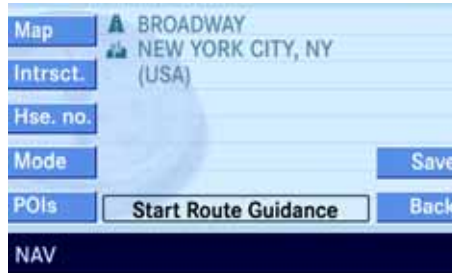 Map
BROADWAY
NEW YORK CITY, NY
Intrsct.
(USA)
Hse. no.
Mode
Save
POIs
Start Route Guidance
Back
NAV